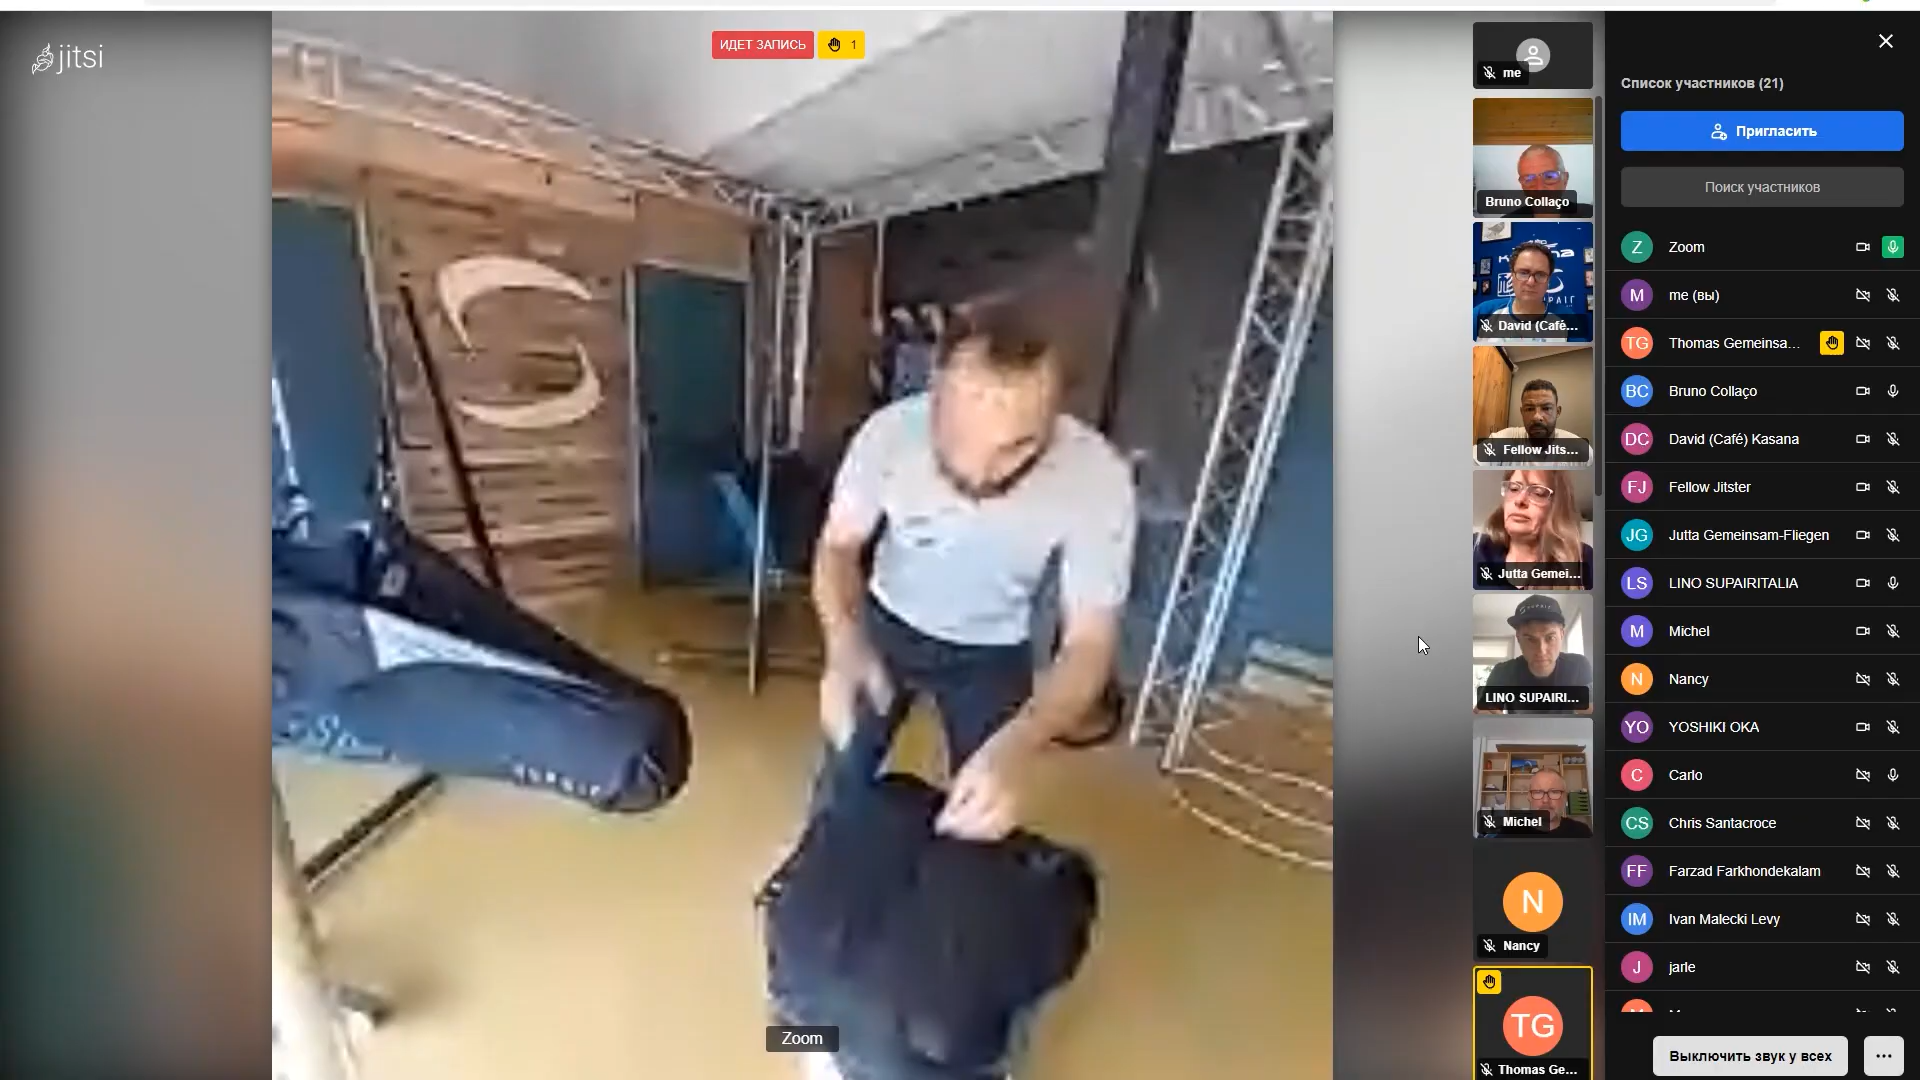 jitsi
ИДЕТ ЗАПИСЬ
1
Zoom
me
Bruno Collaço
David (Café...
Fellow Jits...
Jutta Gemei...
LINO SUPAIRI...
Michel
N
Nancy
TG
Thomas Ge...
Список участников (21)
Пригласить
Поиск участников
Z Zoom
M me (вы)
TG Thomas Gemeinsa...
BC Bruno Collaço
DC David (Café) Kasana
FJ Fellow Jitster
JG Jutta Gemeinsam-Fliegen
LS LINO SUPAIRITALIA
M Michel
N Nancy
YO YOSHIKI OKA
C Carlo
CS Chris Santacroce
FF Farzad Farkhondekalam
IM Ivan Malecki Levy
J jarle
Выключить звук у всех